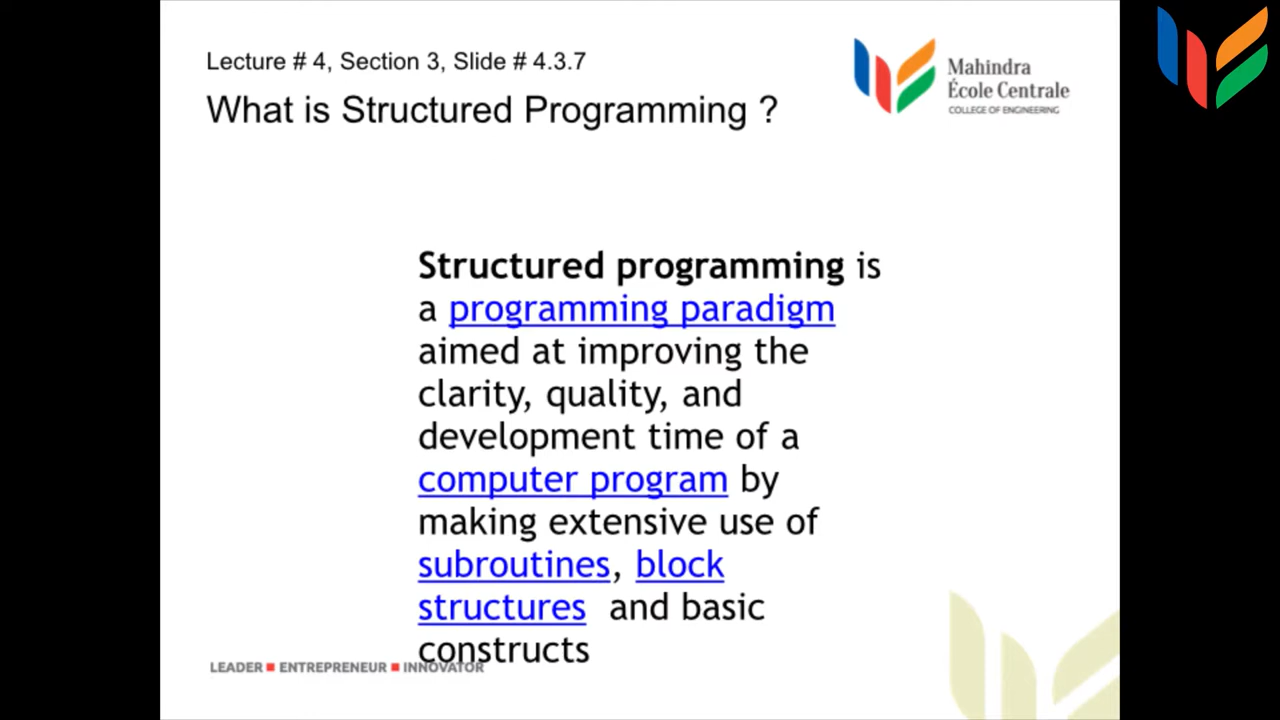 Lecture # 4, Section 3, Slide # 4.3.7
What is Structured Programming ?
Mahindra
École Centrale
COLLEGE OF ENGINEERING
Structured programming is
a programming paradigm
aimed at improving the
clarity, quality, and
development time of a
computer program by
making extensive use of
subroutines, block
structures and basic
constructs
LEADER ■ ENTREPRENEUR ■ INNOVATOR